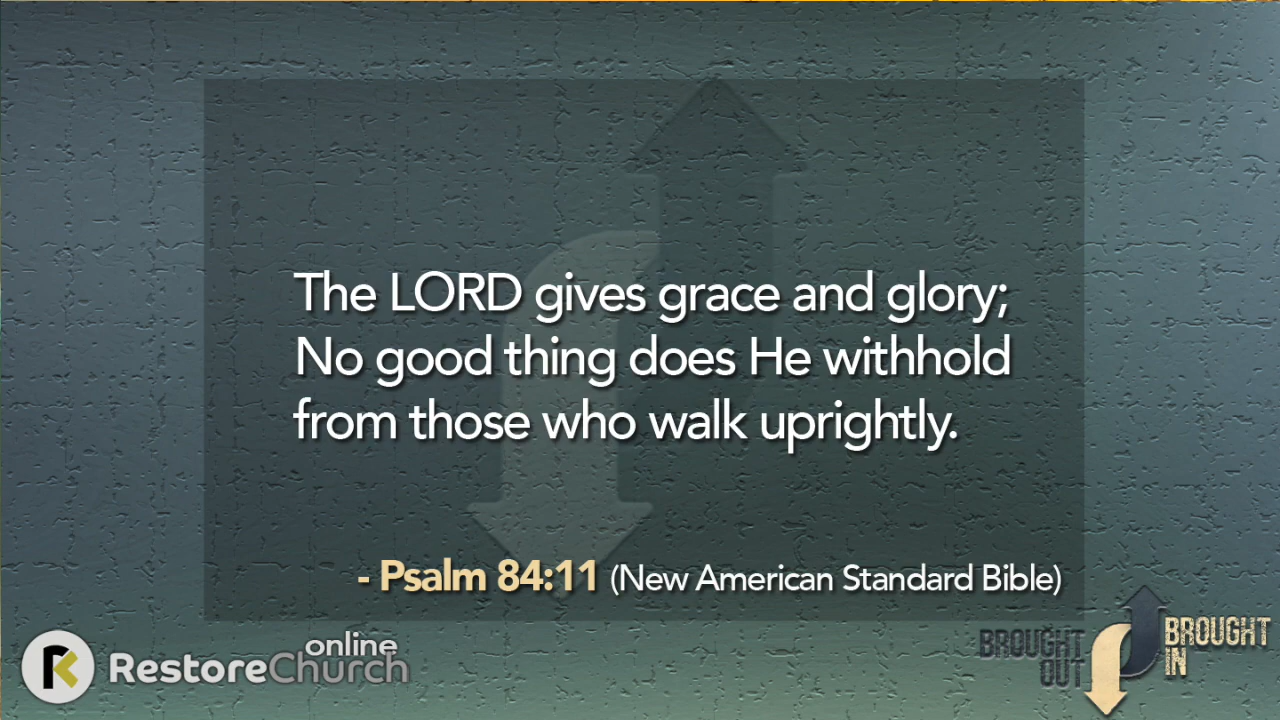 The LORD gives grace and glory;
No good thing does He withhold
from those who walk uprightly.
- Psalm 84:11 (New American Standard Bible)
online
RestoreChurch
BROUGHT
OUT
BROUGHT
IN